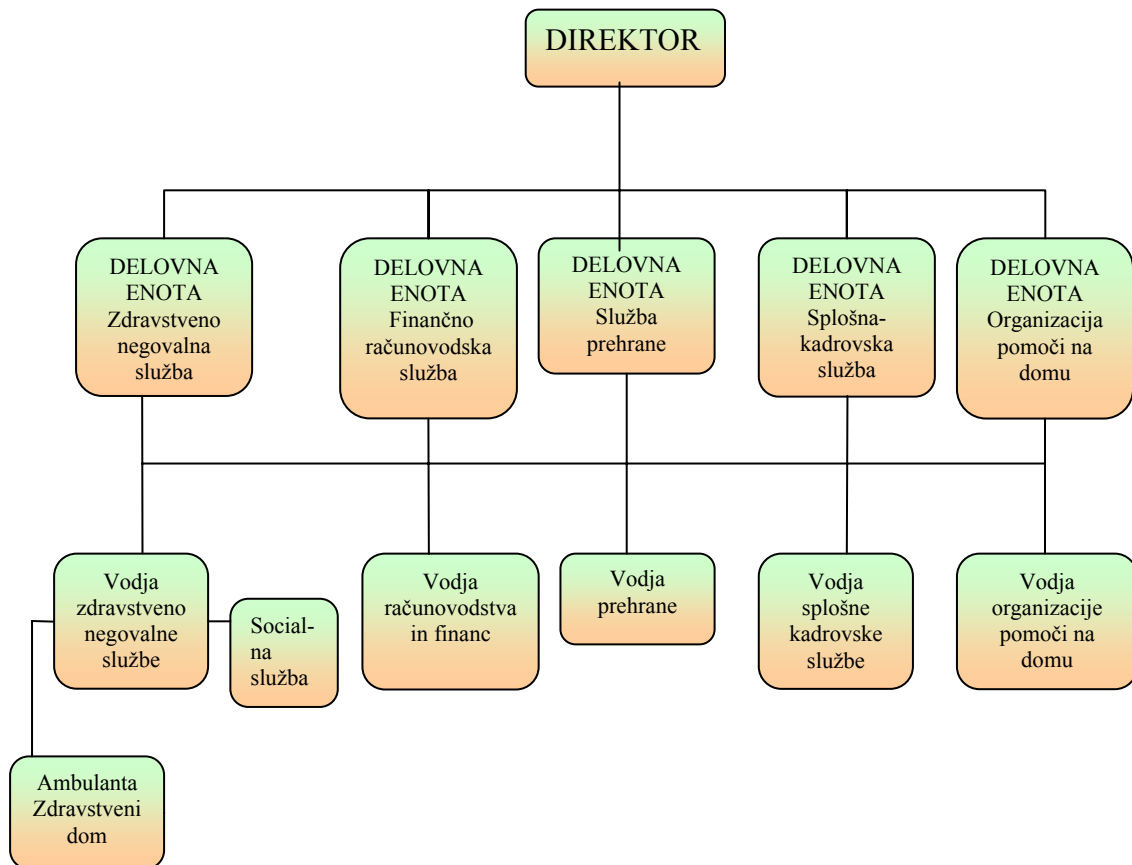 DIREKTOR
DELOVNA
ENOTA
Zdravstveno
negovalna
služba
DELOVNA
ENOTA
Finančno
računovodska
služba
DELOVNA
ENOTA
Služba
prehrane
DELOVNA
ENOTA
Splošna-
kadrovska
služba
DELOVNA
ENOTA
Organizacija
pomoči na
domu
Vodja
zdravstveno
negovalne
službe
Social-
na
služba
Vodja
računovodstva
in financ
Vodja
prehrane
Vodja
splošne
kadrovske
službe
Vodja
organizacije
pomoči na
domu
Ambulanta
Zdravstveni
dom